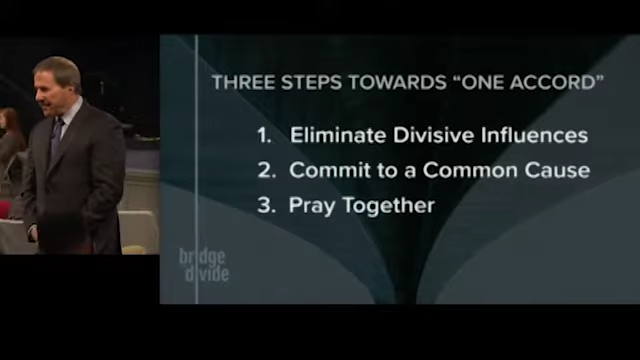 THREE STEPS TOWARDS “ONE ACCORD”
1. Eliminate Divisive Influences
2. Commit to a Common Cause
3. Pray Together
bridge
divide